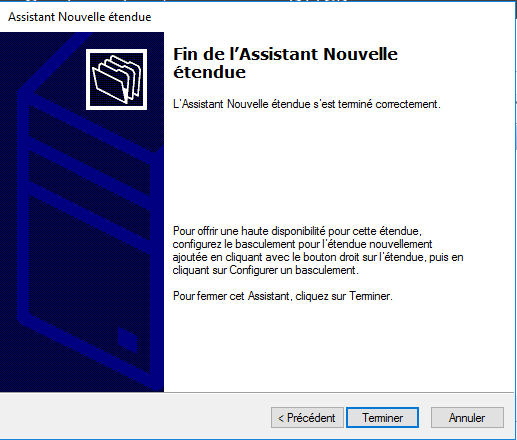 Assistant Nouvelle étendue
Fin de l'Assistant Nouvelle
étendue
L'Assistant Nouvelle étendue s'est terminé correctement.
Pour offrir une haute disponibilité pour cette étendue,
configurez le basculement pour l'étendue nouvellement
ajoutée en cliquant avec le bouton droit sur l'étendue, puis en
cliquant sur Configurer un basculement.
Pour fermer cet Assistant, cliquez sur Terminer.
< Précédent
Terminer
Annuler